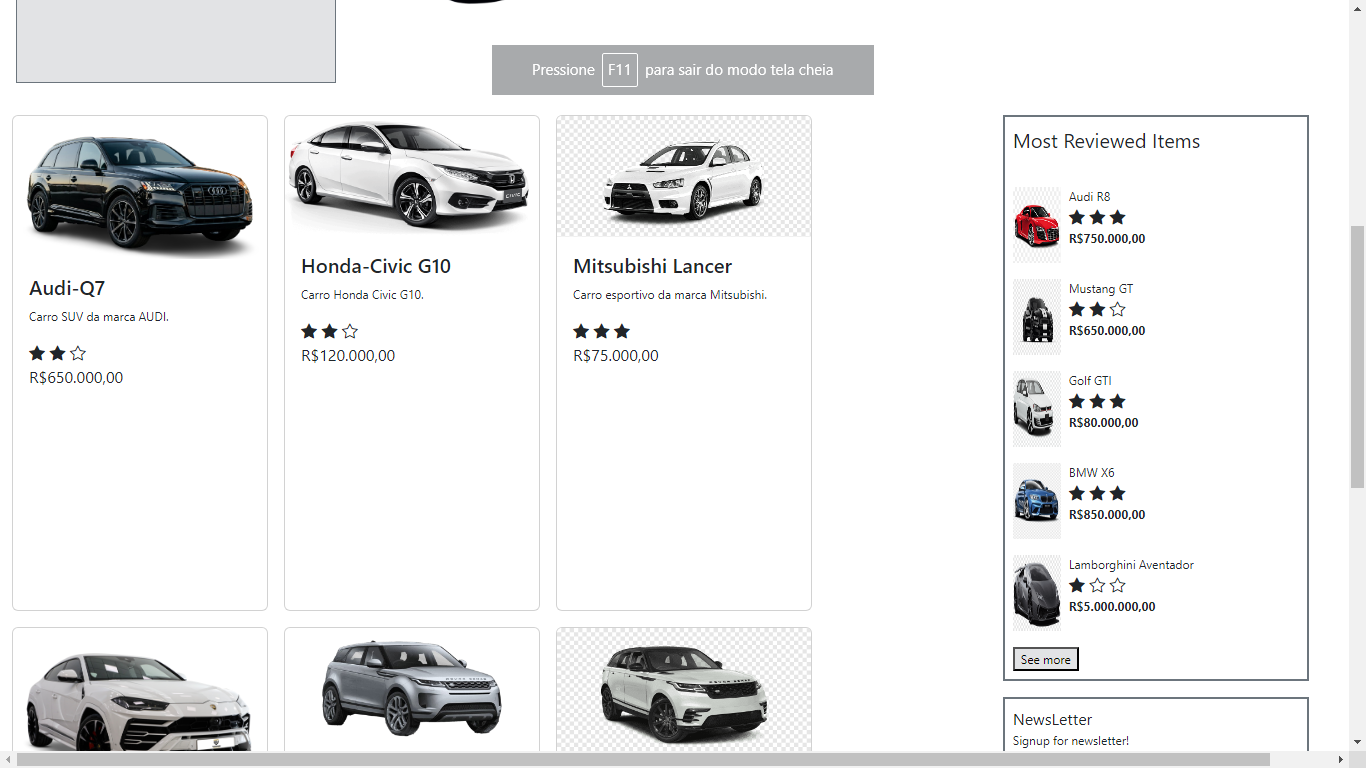 Pressione F11 para sair do modo tela cheia
CIVIC
Audi-Q7
Carro SUV da marca AUDI.
R$650.000,00
Honda-Civic G10
Carro Honda Civic G10.
R$120.000,00
Mitsubishi Lancer
Carro esportivo da marca Mitsubishi.
R$75.000,00
Most Reviewed Items
Audi R8
R$750.000,00
Mustang GT
R$650.000,00
Golf GTI
R$80.000,00
BMW X6
R$850.000,00
Lamborghini Aventador
R$5.000.000,00
See more
NewsLetter
Signup for newsletter!